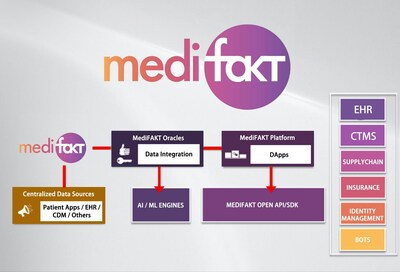 medifAKT
medifAKT
MediFAKT Oracles
Data Integration
MediFAKT Platform
DApps
Centralized Data Sources
Patient Apps / EHR /
CDM / Others
AI / ML ENGINES
MEDIFAKT OPEN API/SDK
EHR
CTMS
SUPPLYCHAIN
INSURANCE
IDENTITY
MANAGEMENT
BOTS